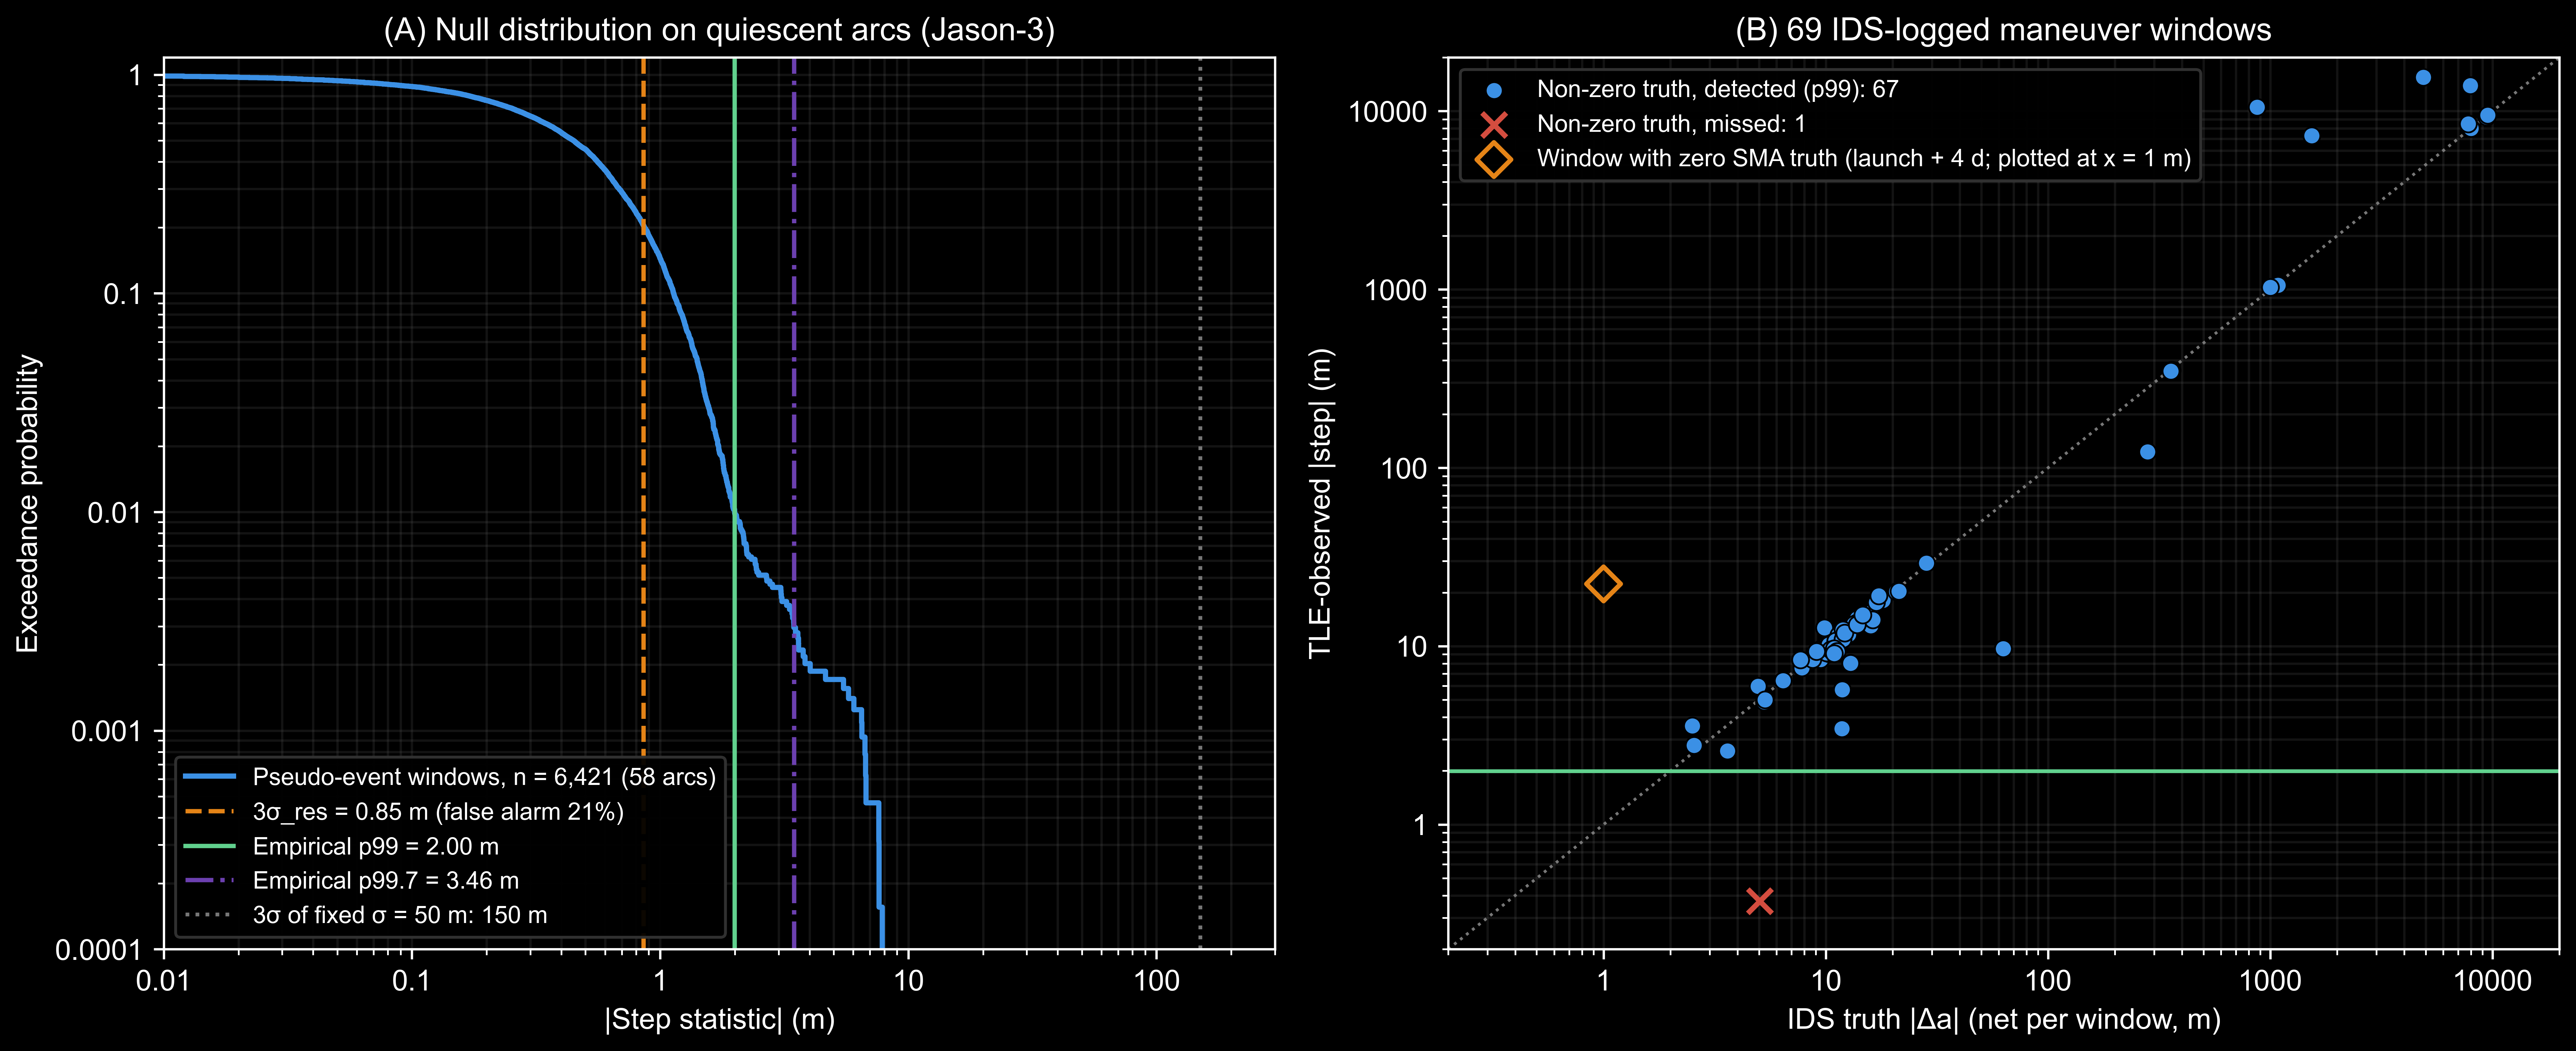 (A) Null distribution on quiescent arcs (Jason-3)
Exceedance probability
1
0.1
0.01
0.001
0.0001
Pseudo-event windows, n = 6,421 (58 arcs)
3σ_res = 0.85 m (false alarm 21%)
Empirical p99 = 2.00 m
Empirical p99.7 = 3.46 m
3σ of fixed σ = 50 m: 150 m
0.01
0.1
1
10
100
|Step statistic| (m)
(B) 69 IDS-logged maneuver windows
TLE-observed |step| (m)
10000
1000
100
10
1
Non-zero truth, detected (p99): 67
Non-zero truth, missed: 1
Window with zero SMA truth (launch + 4 d; plotted at x = 1 m)
1
10
100
1000
10000
IDS truth |Δa| (net per window, m)